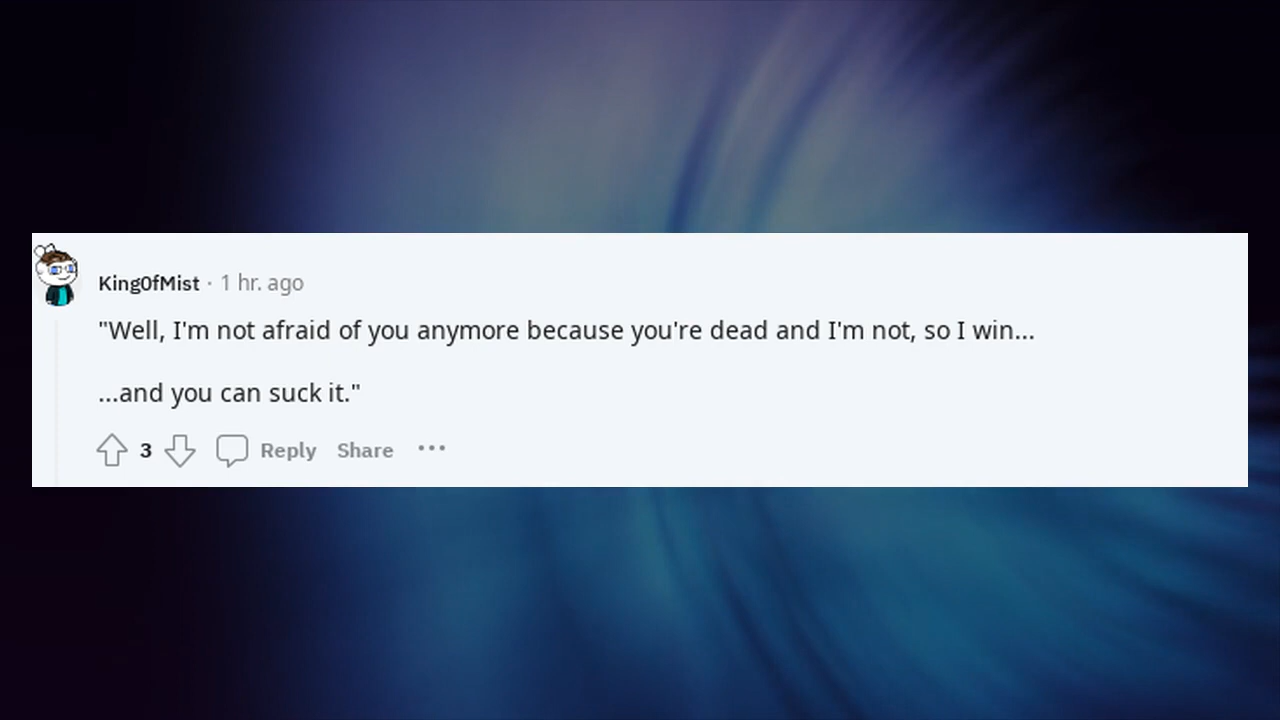 KingOfMist · 1 hr. ago
"Well, I'm not afraid of you anymore because you're dead and I'm not, so I win...
...and you can suck it."
3 Reply Share ···